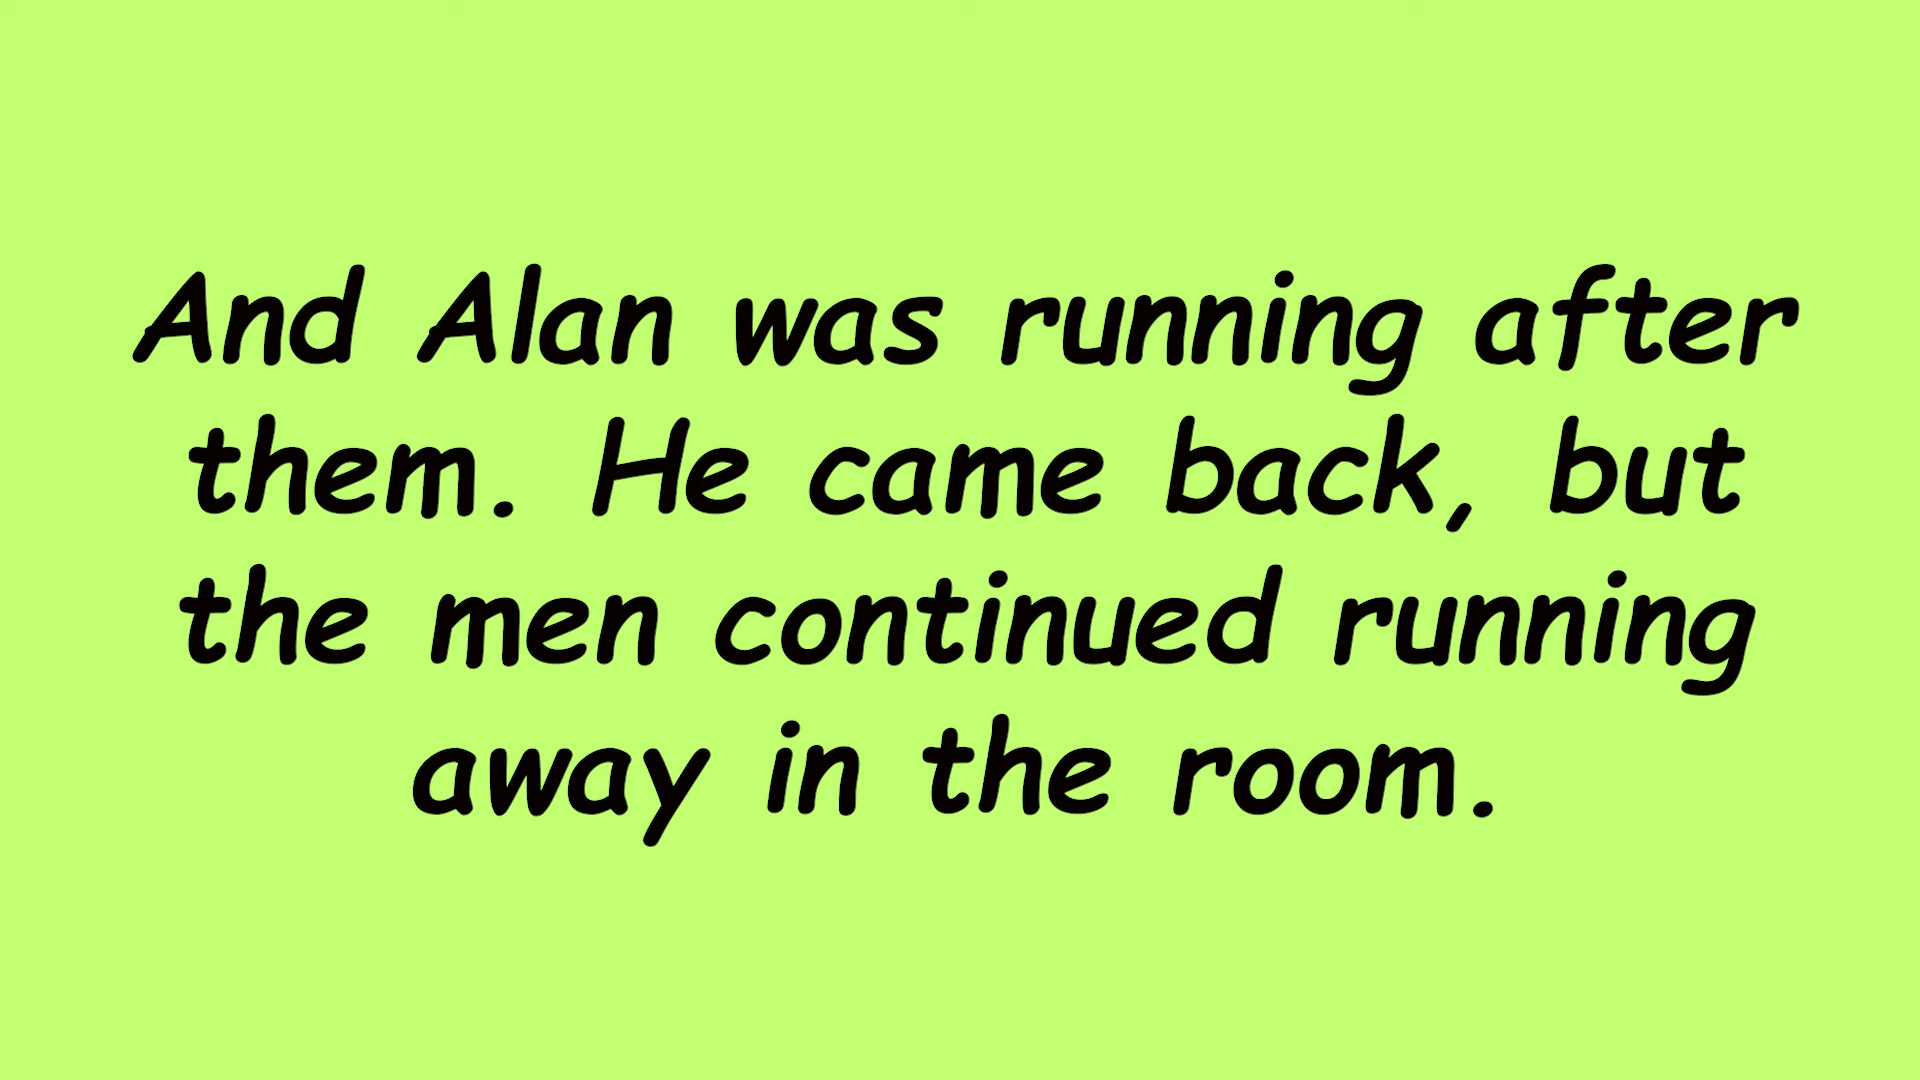 And Alan was running after
them. He came back, but
the men continued running
away in the room.